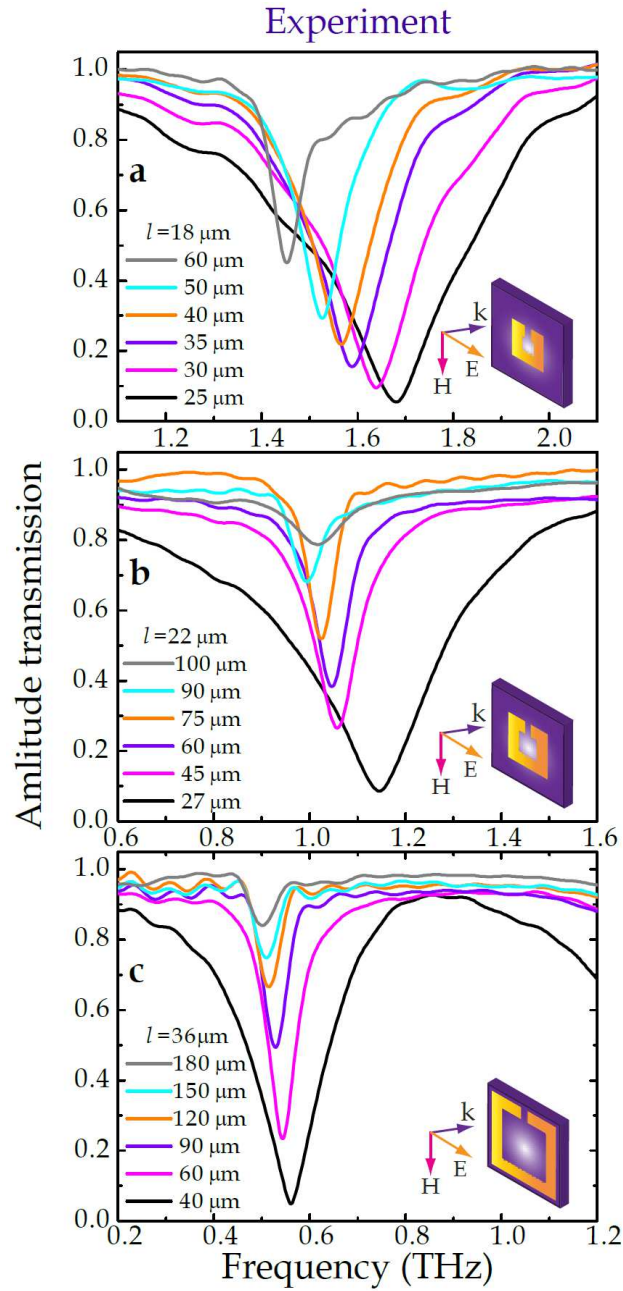 Experiment
Amlitude transmission
1.0
0.8
0.6
0.4
0.2
0.0
a
l =18 µm
60 µm
50 µm
40 µm
35 µm
30 µm
25 µm
k
E
H
1.2 1.4 1.6 1.8 2.0
1.0
0.8
0.6
0.4
0.2
0.0
b
l =22 µm
100 µm
90 µm
75 µm
60 µm
45 µm
27 µm
k
E
H
0.6 0.8 1.0 1.2 1.4 1.6
1.0
0.8
0.6
0.4
0.2
0.0
c
l =36µm
180 µm
150 µm
120 µm
90 µm
60 µm
40 µm
k
E
H
0.2 0.4 0.6 0.8 1.0 1.2
Frequency (THz)